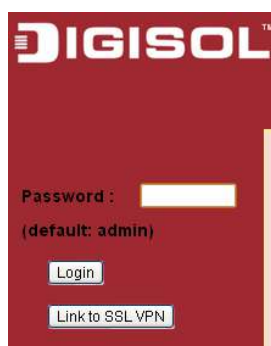 DIGISOL™
Password :
(default: admin)
Login
Link to SSL VPN